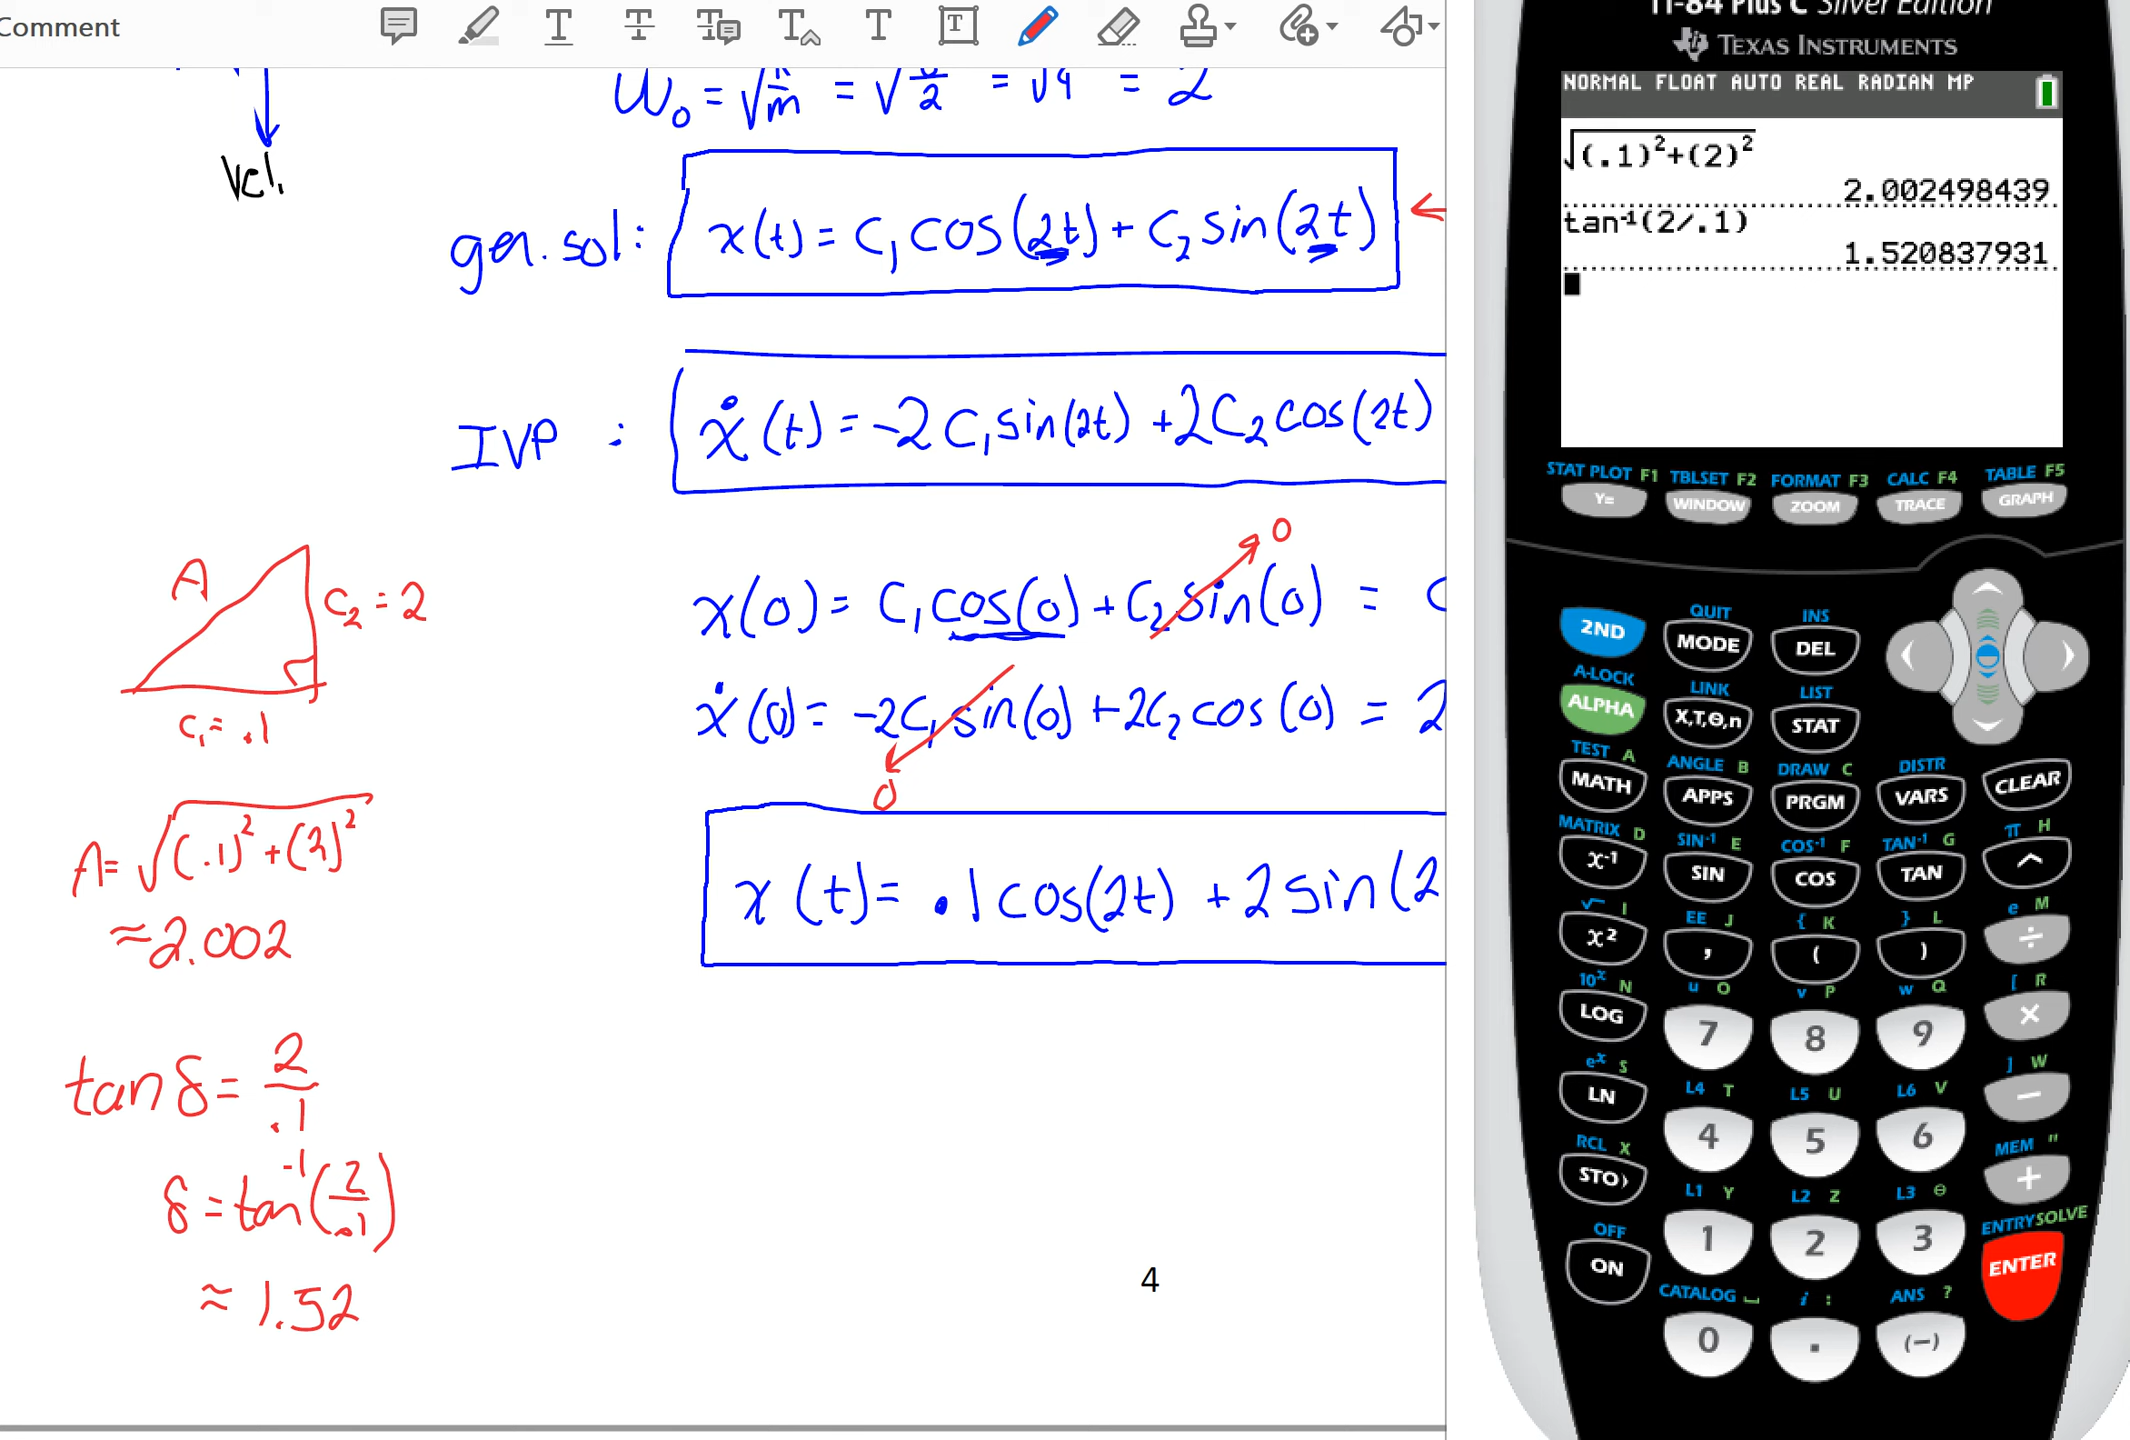 Comment
ω₀ = √k/m = √8/2 = √4 = 2
Vel.
gen. sol: x(t) = C₁cos(2t) + C₂sin(2t)
IVP : ẋ(t) = -2C₁sin(2t) + 2C₂cos(2t)
0
x(0) = C₁cos(0) + C₂sin(0) =
ẋ(0) = -2C₁sin(0) + 2C₂cos(0) = 2
0
x(t) = .1cos(2t) + 2sin(2
A
C₂ = 2
C₁ = .1
A = √(.1)² + (2)²
≈ 2.002
tan δ = 2/.1
δ = tan⁻¹(2/.1)
≈ 1.52
4
TI-84 Plus C Silver Edition
TEXAS INSTRUMENTS
NORMAL FLOAT AUTO REAL RADIAN MP
√(.1)²+(2)²
2.002498439
tan⁻¹(2/.1)
1.520837931
STAT PLOT F1 TBLSET F2 FORMAT F3 CALC F4 TABLE F5
Y= WINDOW ZOOM TRACE GRAPH
QUIT INS
2ND MODE DEL
A-LOCK LINK LIST
ALPHA X,T,Θ,n STAT
TEST A ANGLE B DRAW C DISTR
MATH APPS PRGM VARS CLEAR
MATRIX D SIN⁻¹ E COS⁻¹ F TAN⁻¹ G π H
x⁻¹ SIN COS TAN ^
√ I EE J { K } L e M
x² , ( ) ÷
10ˣ N u O v P w Q [ R
LOG 7 8 9 ×
eˣ S L4 T L5 U L6 V ] W
LN 4 5 6 −
RCL X L1 Y L2 Z L3 θ MEM "
STO› 1 2 3 +
OFF CATALOG ⎵ i : ANS ? ENTRY SOLVE
ON 0 . (−) ENTER